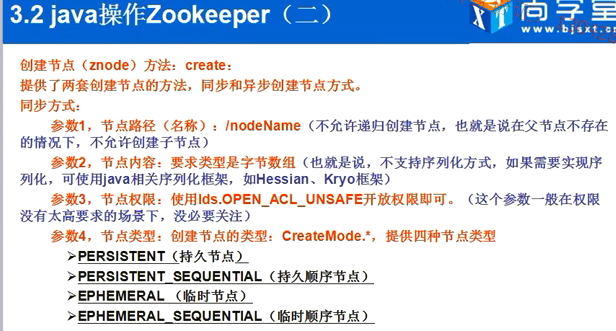 3.2 java操作Zookeeper（二）
尚学堂
www.bjsxt.com
创建节点（znode）方法：create：
提供了两套创建节点的方法，同步和异步创建节点方式。
同步方式：
参数1，节点路径（名称）：/nodeName（不允许递归创建节点，也就是说在父节点不存在
的情况下，不允许创建子节点）
参数2，节点内容：要求类型是字节数组（也就是说，不支持序列化方式，如果需要实现序
列化，可使用java相关序列化框架，如Hessian、Kryo框架）
参数3，节点权限：使用Ids.OPEN_ACL_UNSAFE开放权限即可。（这个参数一般在权限
没有太高要求的场景下，没必要关注）
参数4，节点类型：创建节点的类型：CreateMode.*，提供四种节点类型
➢PERSISTENT（持久节点）
➢PERSISTENT_SEQUENTIAL（持久顺序节点）
➢EPHEMERAL （临时节点）
➢EPHEMERAL_SEQUENTIAL（临时顺序节点）